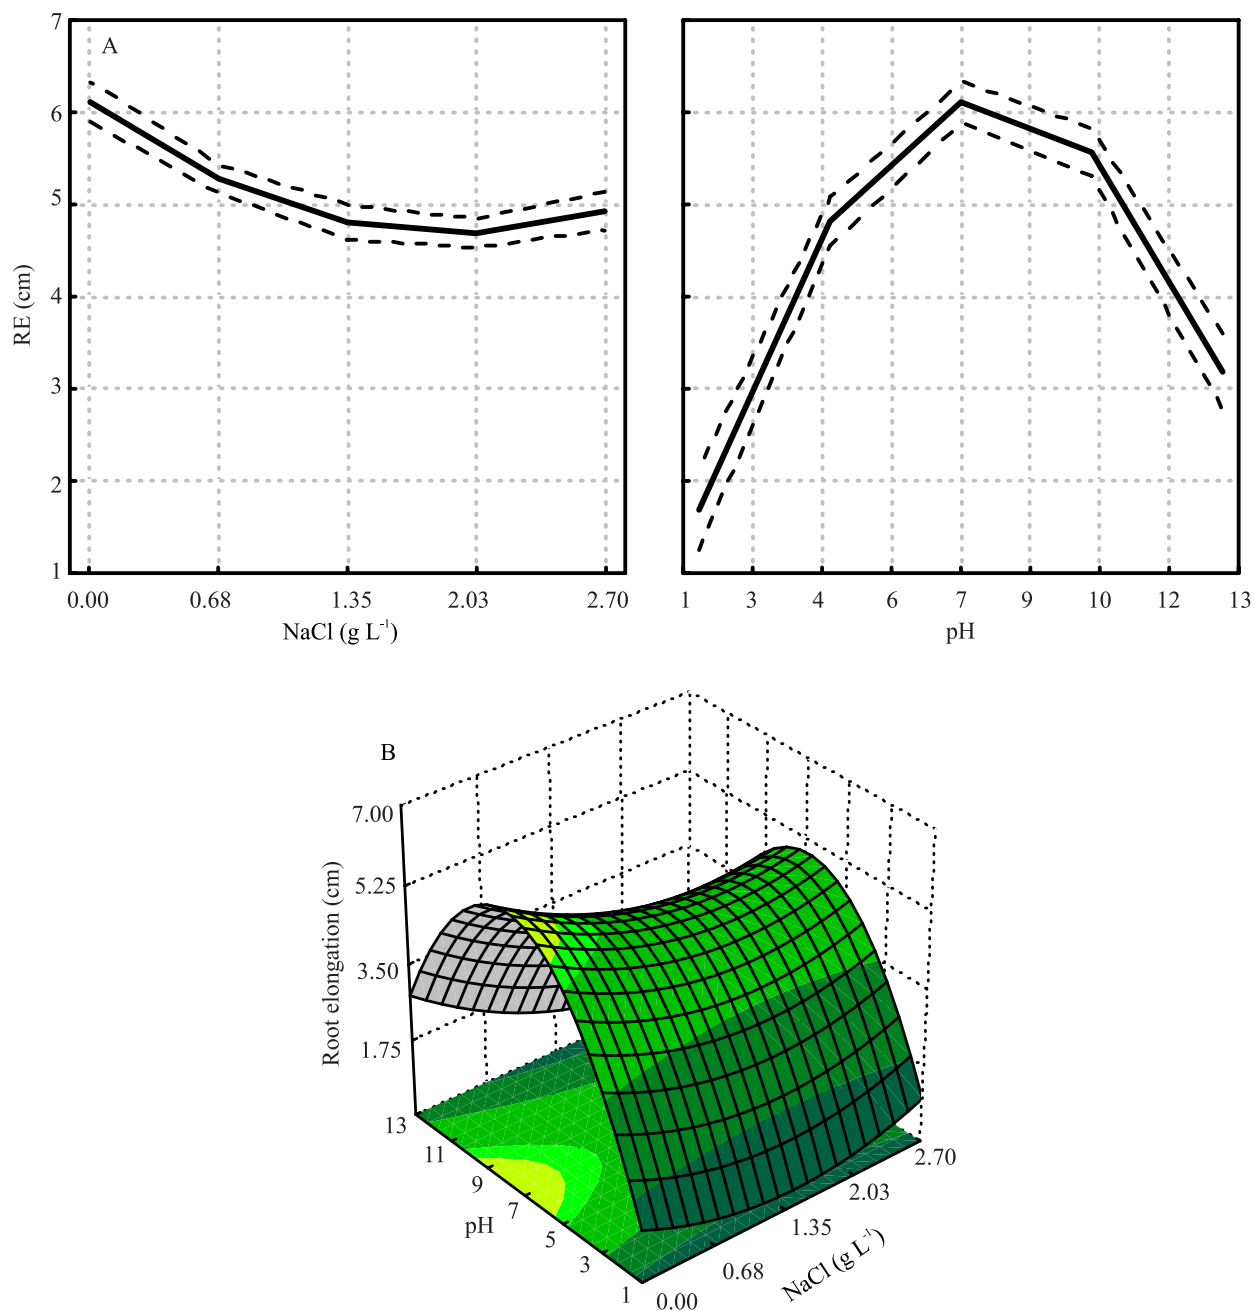 A
7
6
5
4
3
2
1
RE (cm)
0.00 0.68 1.35 2.03 2.70
NaCl (g L-1)
1 3 4 6 7 9 10 12 13
pH
B
7.00
5.25
3.50
1.75
Root elongation (cm)
13
11
9
7
5
3
1
pH
0.00
0.68
1.35
2.03
2.70
NaCl (g L-1)